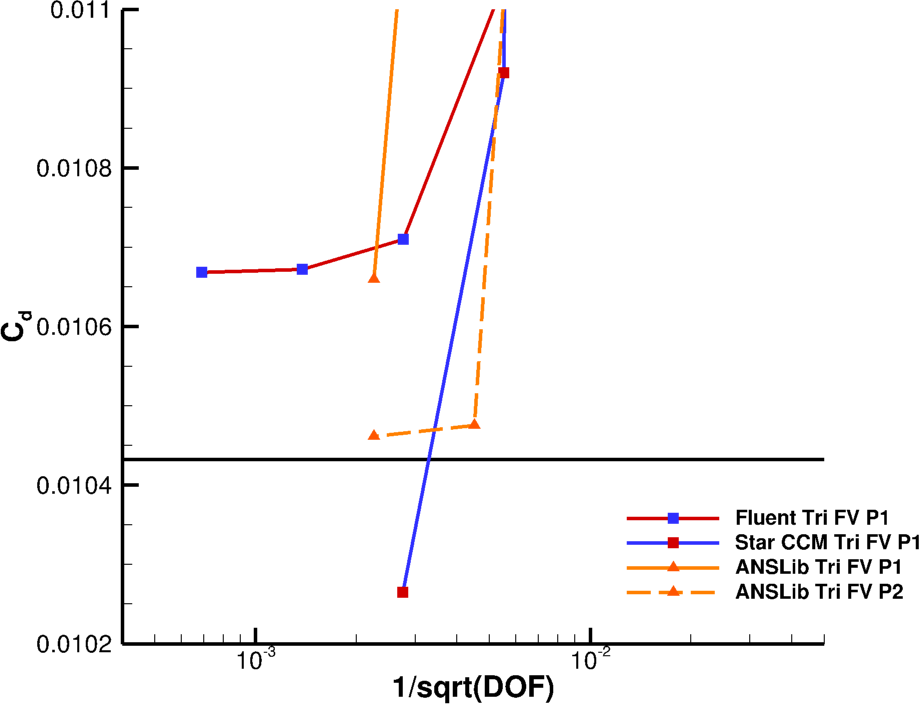 0.011
0.0108
0.0106
0.0104
0.0102
C_d
10^-3
10^-2
1/sqrt(DOF)
Fluent Tri FV P1
Star CCM Tri FV P1
ANSLib Tri FV P1
ANSLib Tri FV P2